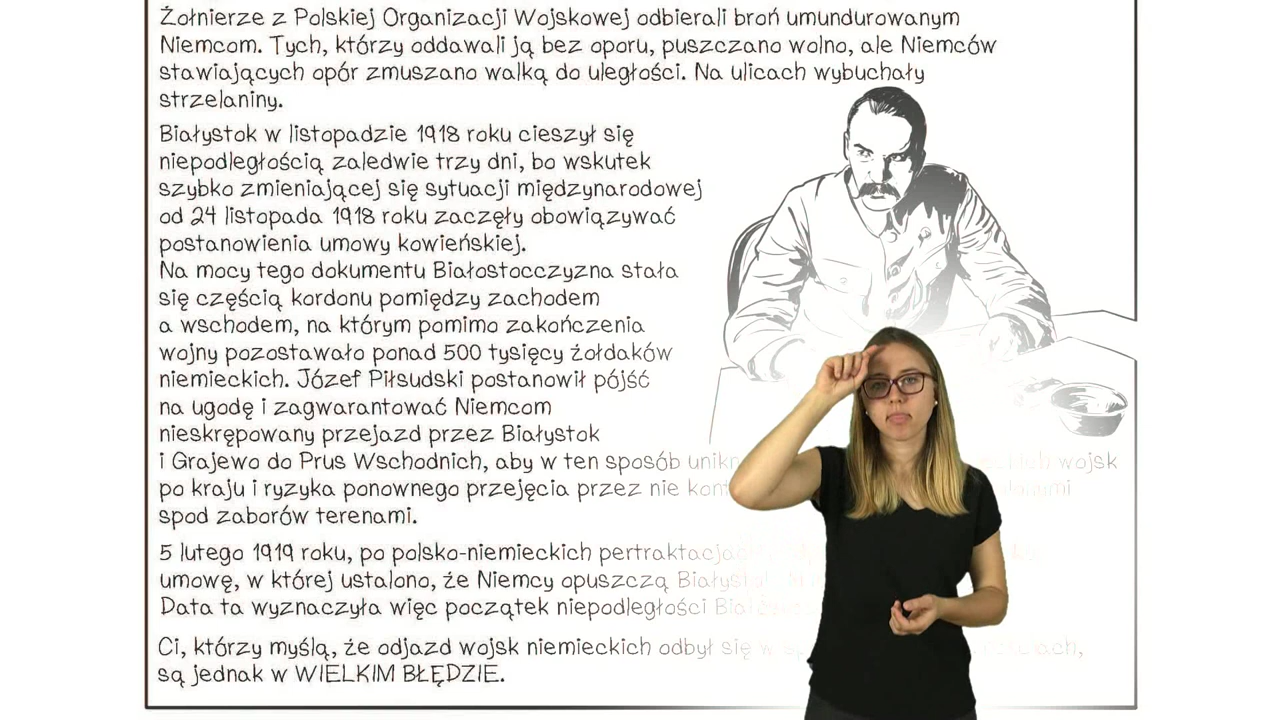 Żołnierze z Polskiej Organizacji Wojskowej odbierali broń umundurowanym
Niemcom. Tych, którzy oddawali ją bez oporu, puszczano wolno, ale Niemców
stawiających opór zmuszano walką do uległości. Na ulicach wybuchały
strzelaniny.
Białystok w listopadzie 1918 roku cieszył się
niepodległością zaledwie trzy dni, bo wskutek
szybko zmieniającej się sytuacji międzynarodowej
od 24 listopada 1918 roku zaczęły obowiązywać
postanowienia umowy kowieńskiej.
Na mocy tego dokumentu Białostocczyzna stała
się częścią kordonu pomiędzy zachodem
a wschodem, na którym pomimo zakończenia
wojny pozostawało ponad 500 tysięcy żołdaków
niemieckich. Józef Piłsudski postanowił pójść
na ugodę i zagwarantować Niemcom
nieskrępowany przejazd przez Białystok
i Grajewo do Prus Wschodnich, aby w ten sposób wojsk
po kraju i ryzyka ponownego przejęcia przez nie
spod zaborów terenami.
5 lutego 1919 roku, po polsko-niemieckich
umowę, w której ustalono, że Niemcy opuszczą
Data ta wyznaczyła więc początek niepodległości
Ci, którzy myślą, że odjazd wojsk niemieckich odbył się w
są jednak w WIELKIM BŁĘDZIE.